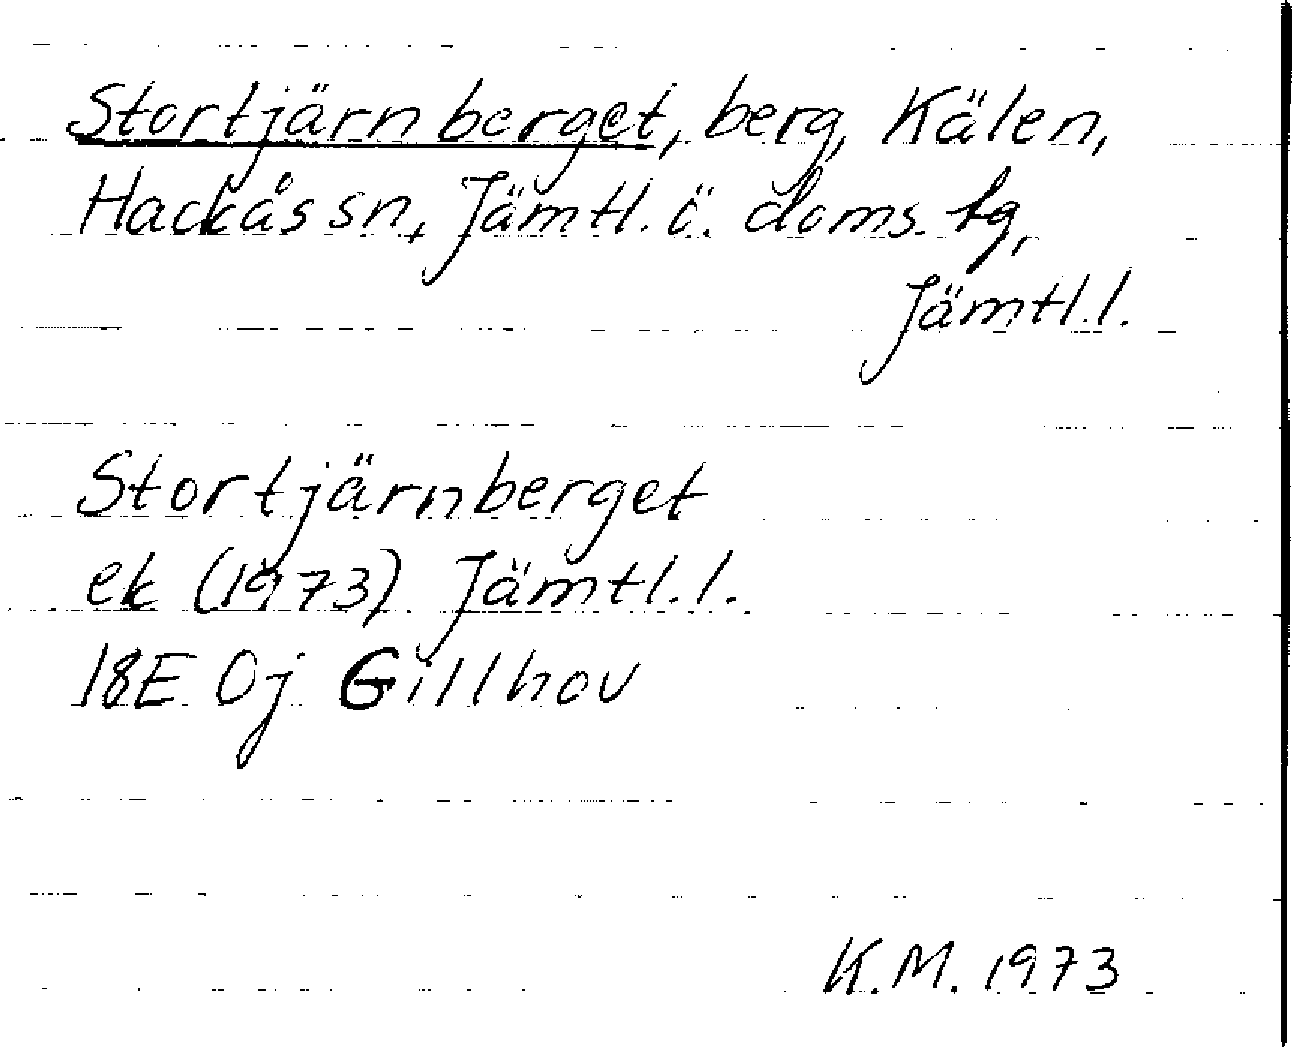 Stortjärnberget, berg, Kälen,
Hackås sn, Jämtl. ö. doms. tg,
Jämtl.l.
Stortjärnberget
ek (1973) Jämtl.l.
18E 0j Gillhov
K.M. 1973